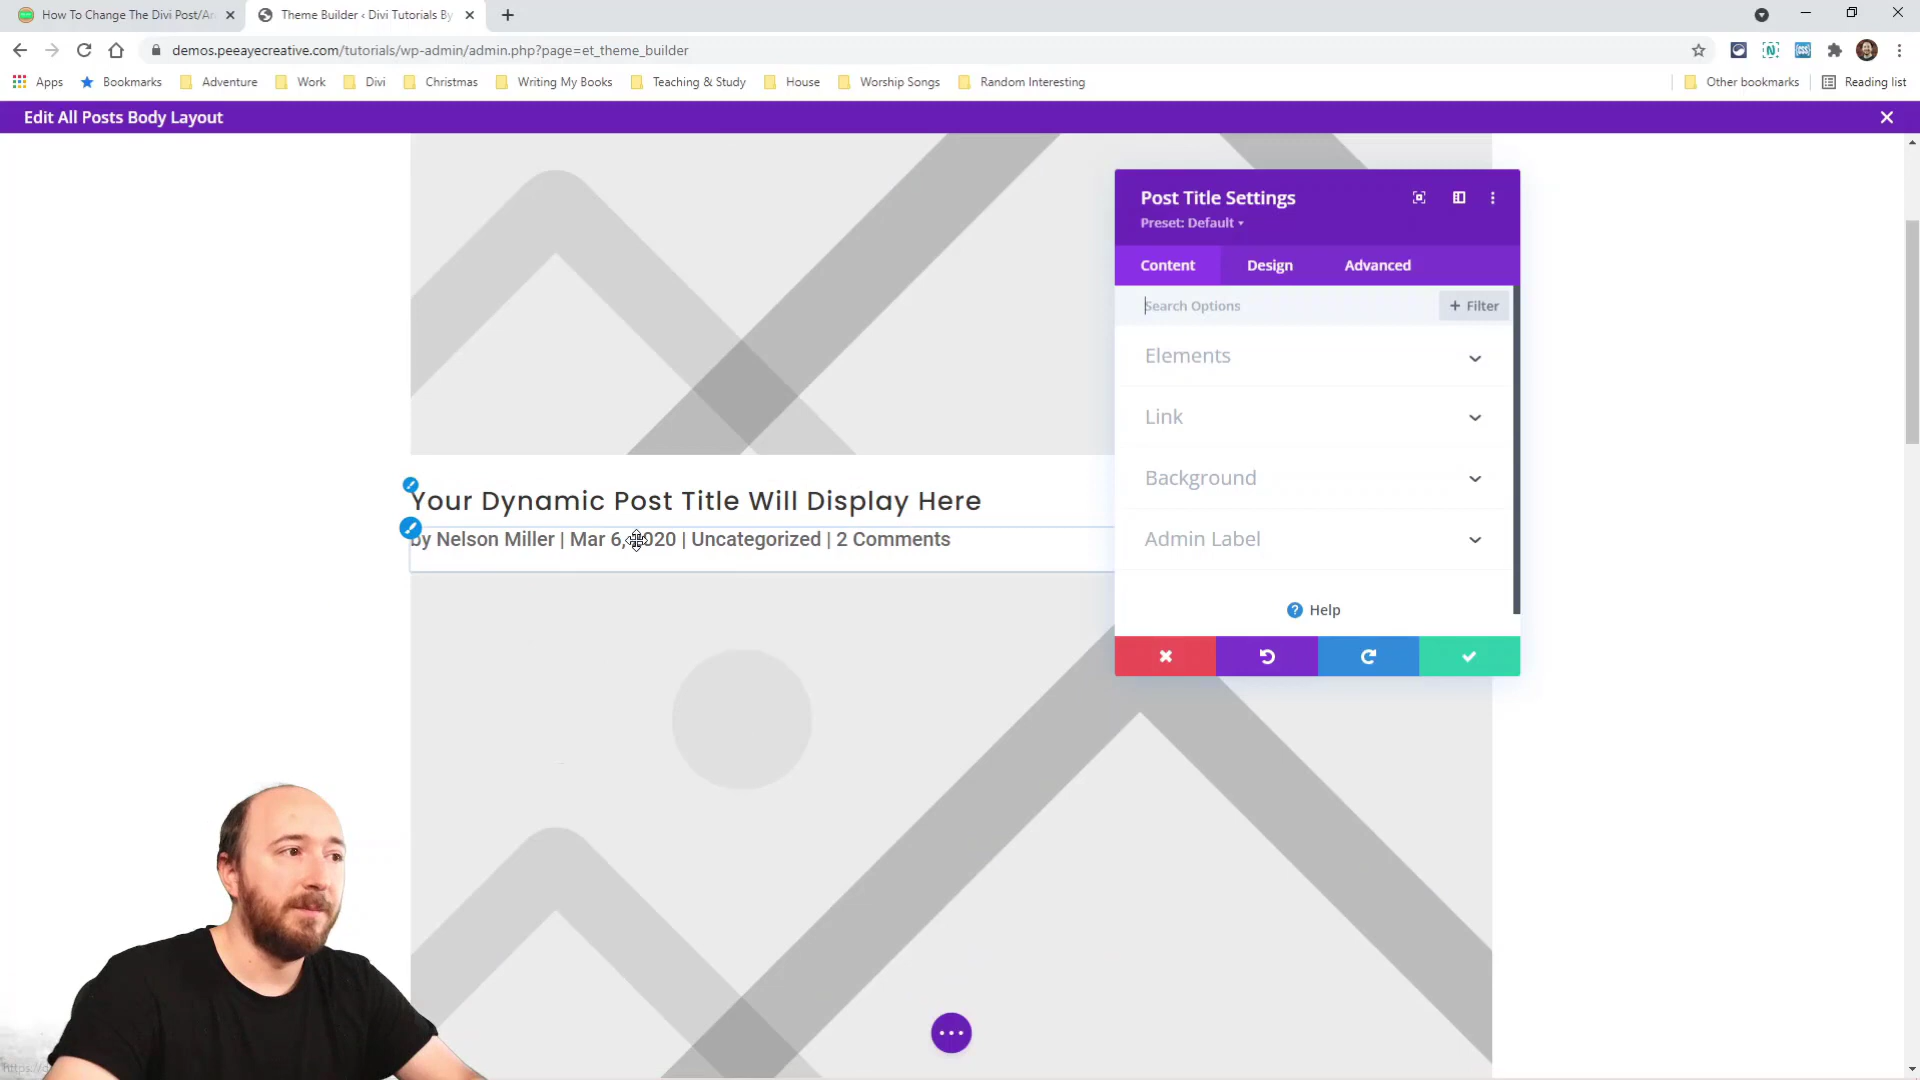 How To Change The Divi Post/Ar
Theme Builder ‹ Divi Tutorials By
demos.peeayecreative.com/tutorials/wp-admin/admin.php?page=et_theme_builder
Apps
Bookmarks
Adventure
Work
Divi
Christmas
Writing My Books
Teaching & Study
House
Worship Songs
Random Interesting
Other bookmarks
Reading list
Edit All Posts Body Layout
Post Title Settings
Preset: Default
Content
Design
Advanced
Search Options
+ Filter
Elements
Link
Background
Admin Label
Help
Your Dynamic Post Title Will Display Here
by Nelson Miller | Mar 6, 2020 | Uncategorized | 2 Comments